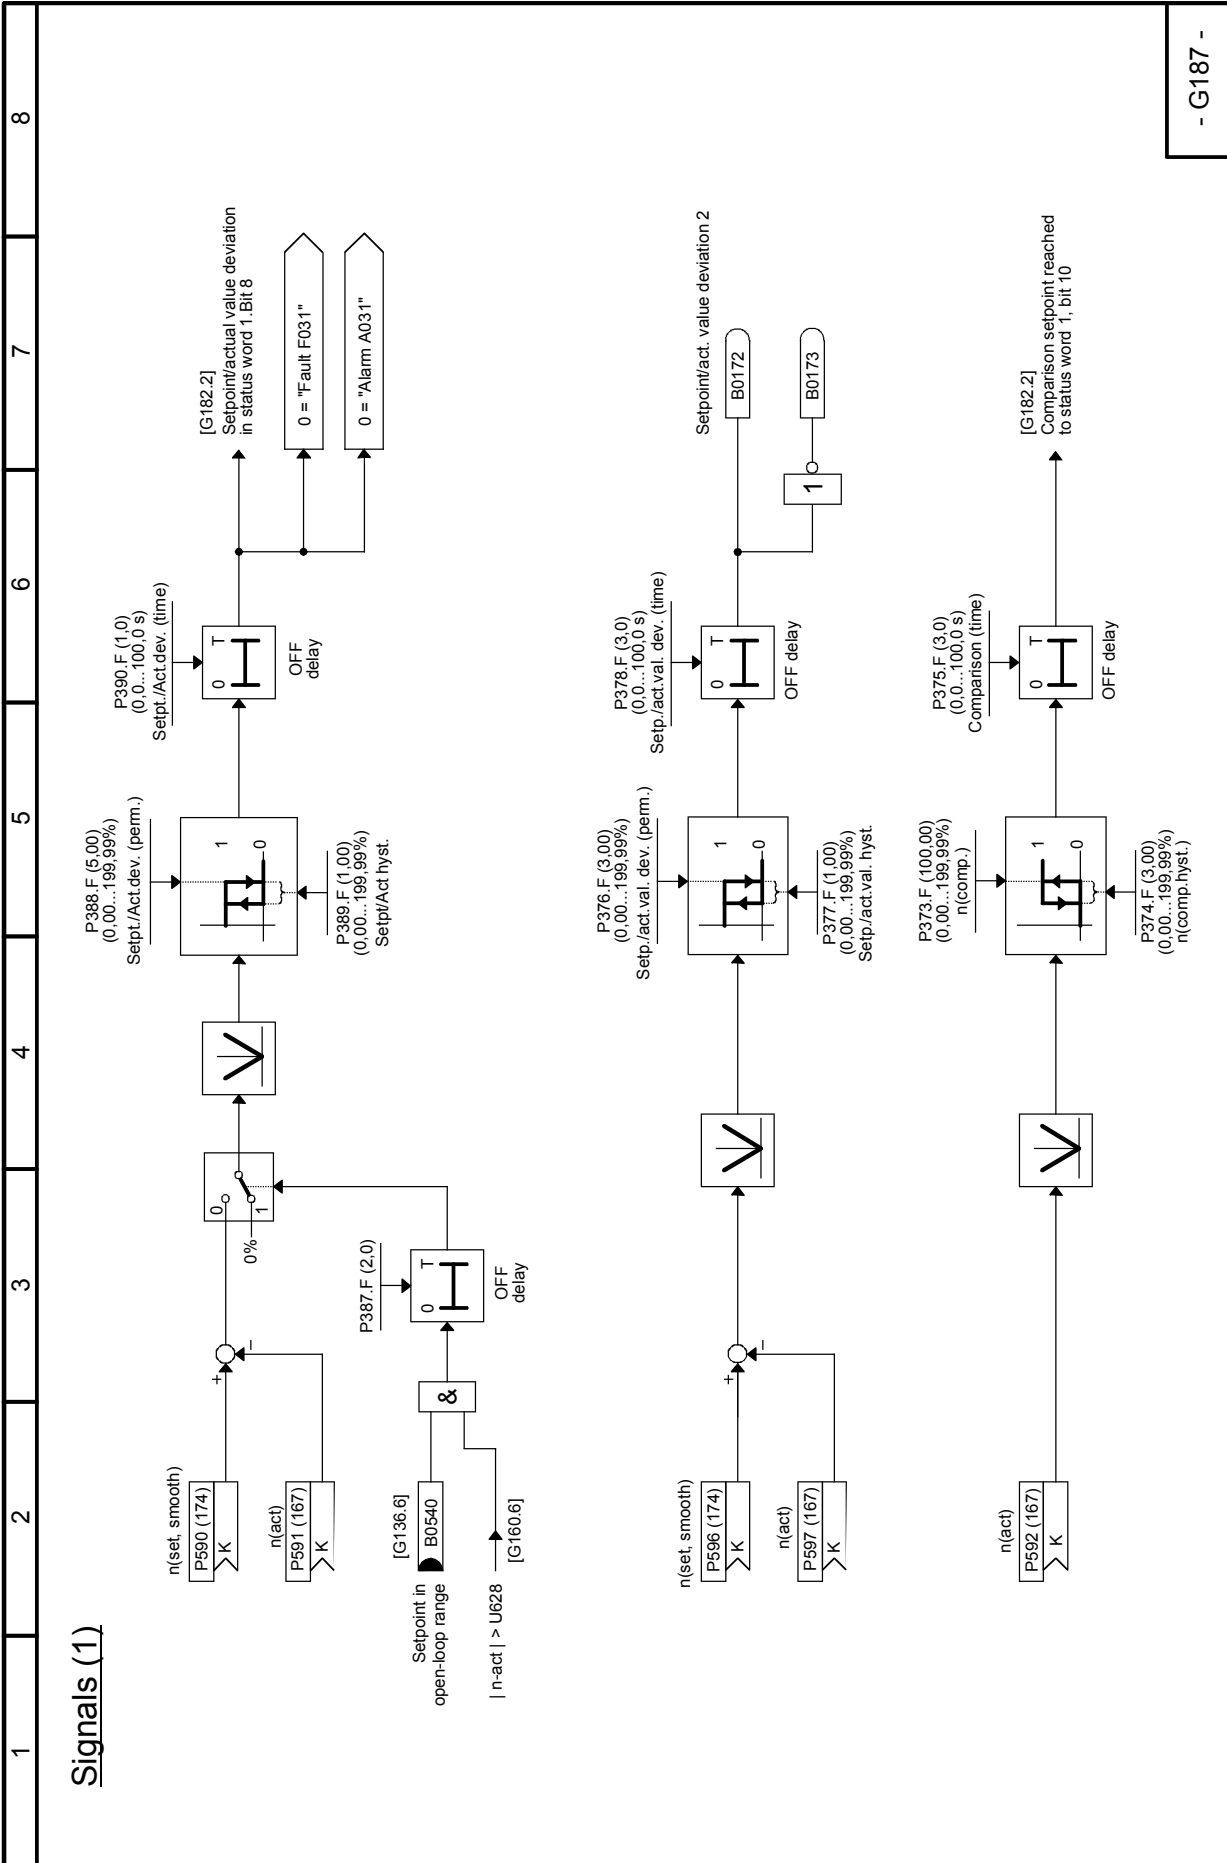 Signals (1)
1
2
3
4
5
6
7
8
n(set, smooth)
P590 (174)
K
n(act)
P591 (167)
K
+
–
[G136.6]
Setpoint in
open-loop range
B0540
| n-act | > U628
[G160.6]
&
P387.F (2,0)
0 T
OFF
delay
0
1
0%
P388.F (5,00)
(0,00...199,99%)
Setpt./Act.dev. (perm.)
1
0
P389.F (1,00)
(0,00...199,99%)
Setpt/Act hyst.
P390.F (1,0)
(0,0...100,0 s)
Setpt./Act.dev. (time)
0 T
OFF
delay
[G182.2]
Setpoint/actual value deviation
in status word 1.Bit 8
0 = "Fault F031"
0 = "Alarm A031"
n(set, smooth)
P596 (174)
K
n(act)
P597 (167)
K
+
–
P376.F (3,00)
(0,00...199,99%)
Setp./act.val. dev. (perm.)
1
0
P377.F (1,00)
(0,00...199,99%)
Setp./act.val. hyst.
P378.F (3,0)
(0,0...100,0 s)
Setp./act.val. dev. (time)
0 T
OFF delay
Setpoint/act. value deviation 2
B0172
1
B0173
n(act)
P592 (167)
K
P373.F (100,00)
(0,00...199,99%)
n(comp.)
1
0
P374.F (3,00)
(0,00...199,99%)
n(comp.hyst.)
P375.F (3,0)
(0,0...100,0 s)
Comparison (time)
0 T
OFF delay
[G182.2]
Comparison setpoint reached
to status word 1, bit 10
- G187 -